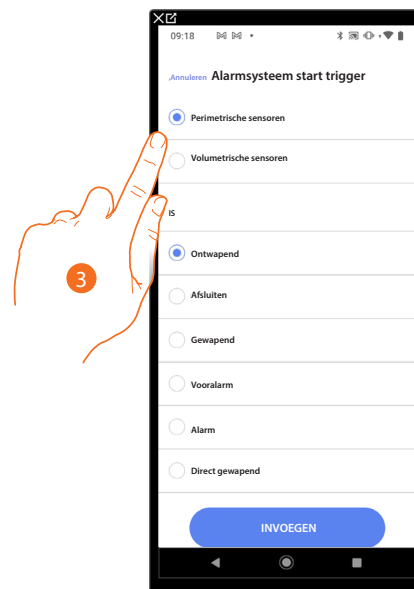 09:18
,Annuleren Alarmsysteem start trigger
Perimetrische sensoren
Volumetrische sensoren
IS
Ontwapend
Afsluiten
3
Gewapend
Vooralarm
Alarm
Direct gewapend
INVOEGEN